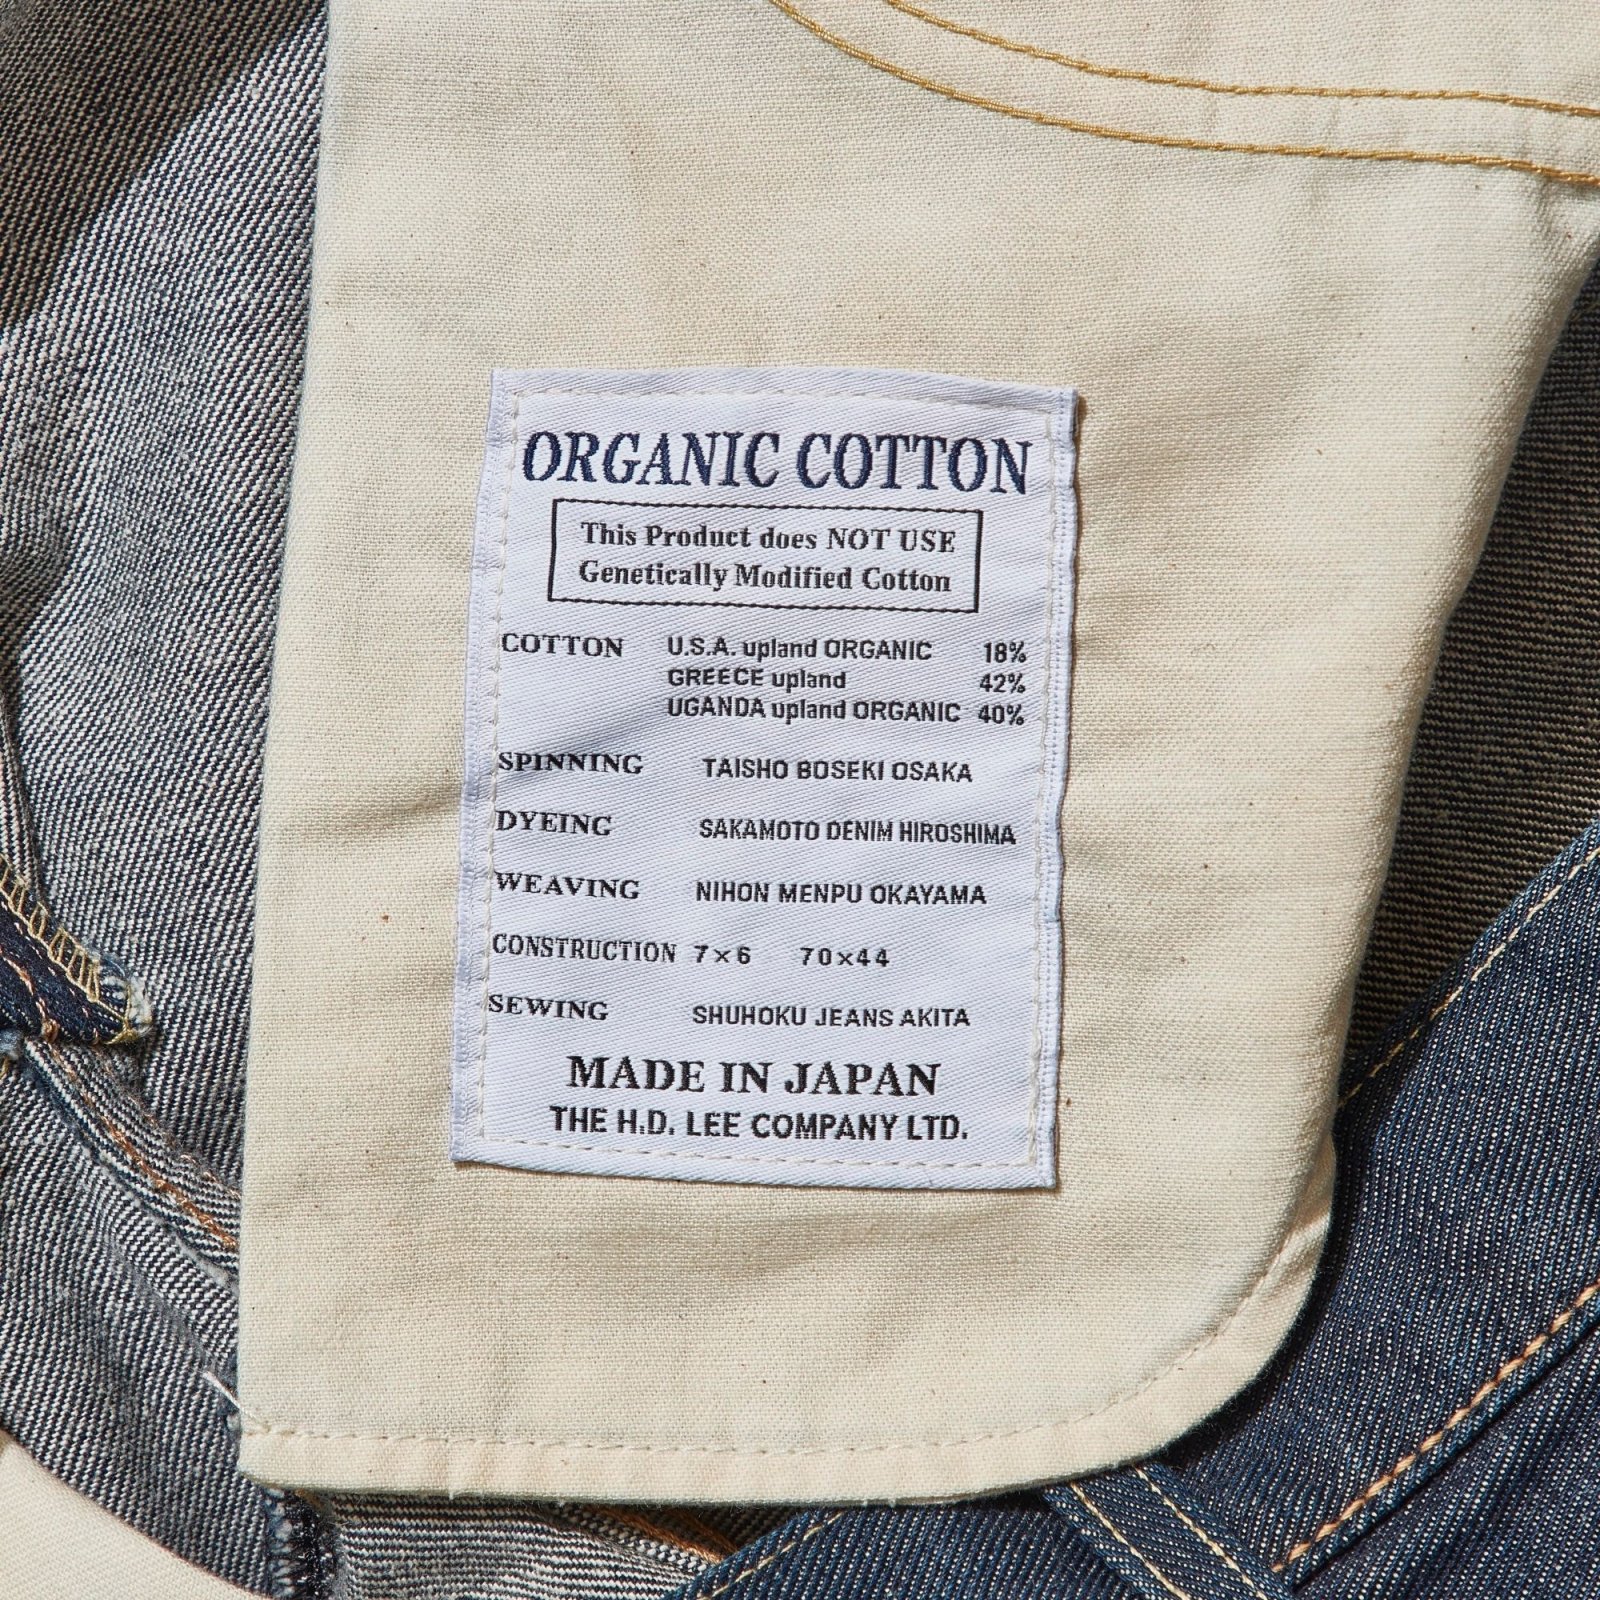 ORGANIC COTTON
This Product does NOT USE
Genetically Modified Cotton
COTTON U.S.A. upland ORGANIC 18%
GREECE upland 42%
UGANDA upland ORGANIC 40%
SPINNING TAISHO BOSEKI OSAKA
DYEING SAKAMOTO DENIM HIROSHIMA
WEAVING NIHON MENPU OKAYAMA
CONSTRUCTION 7×6 70×44
SEWING SHUHOKU JEANS AKITA
MADE IN JAPAN
THE H.D. LEE COMPANY LTD.